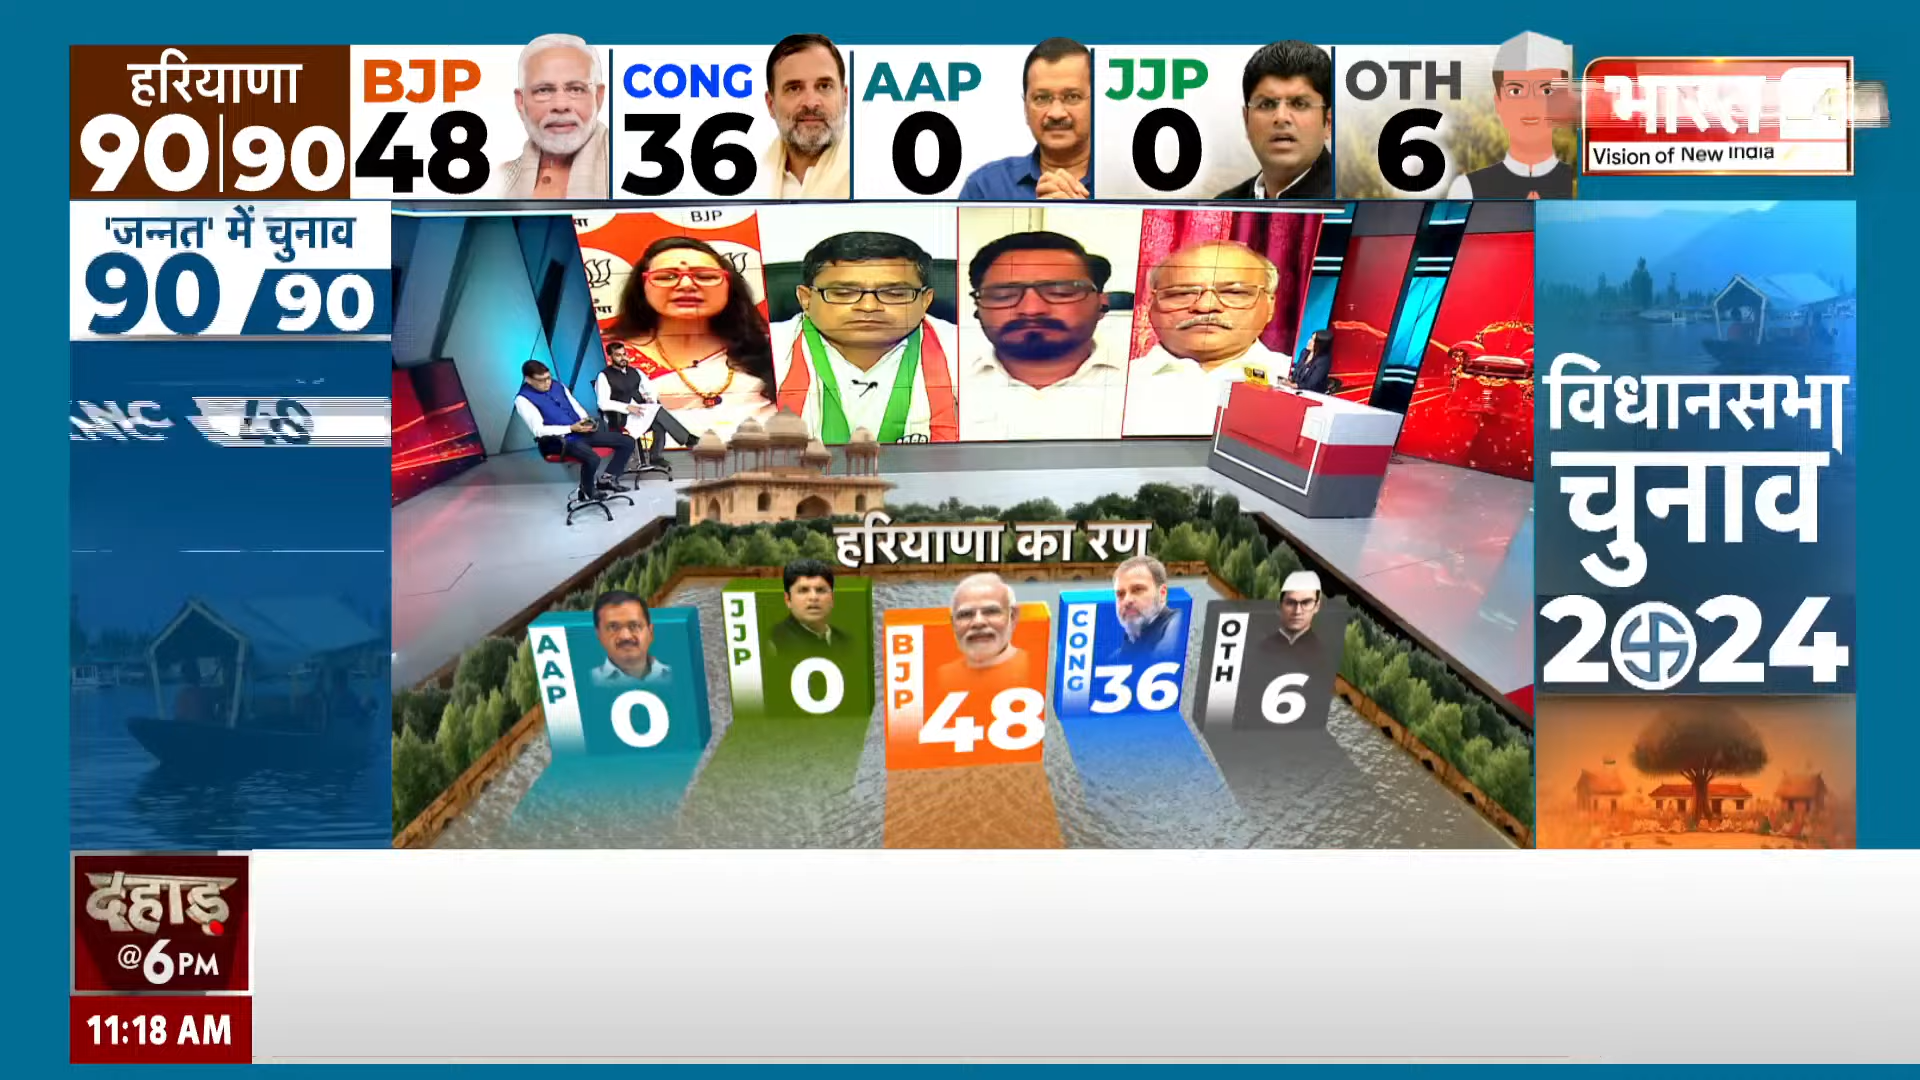 हरियाणा
90|90
BJP
48
CONG
36
AAP
0
JJP
0
OTH
6
भारत
Vision of New India
'जन्नत' में चुनाव
90/90
BJP
हरियाणा का रण
AAP
0
JJP
0
BJP
48
CONG
36
OTH
6
विधानसभा
चुनाव
2024
दहाड़
@6PM
11:18 AM